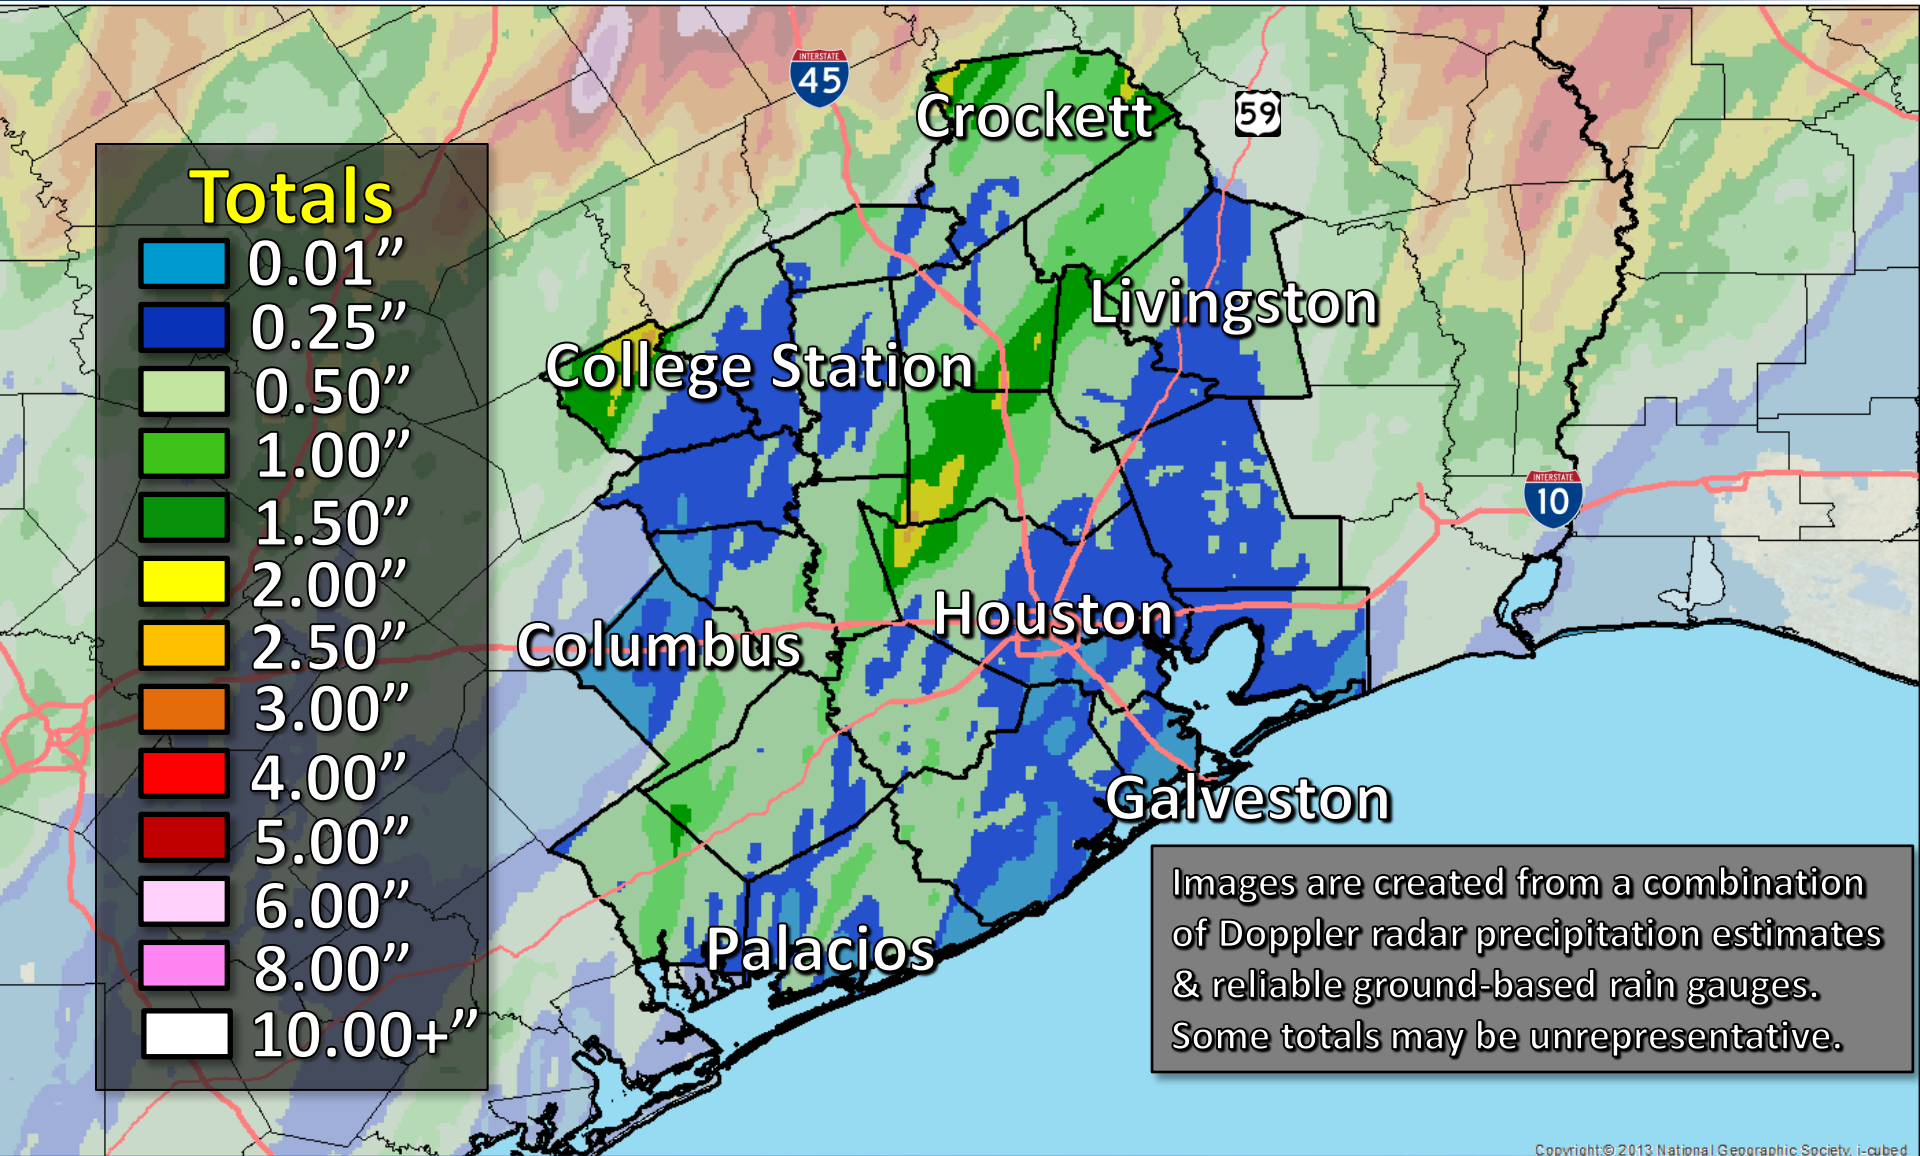 INTERSTATE
45
Crockett
59
Totals
0.01”
0.25”
0.50”
1.00”
1.50”
2.00”
2.50”
3.00”
4.00”
5.00”
6.00”
8.00”
10.00+”
Livingston
College Station
INTERSTATE
10
Houston
Columbus
Galveston
Palacios
Images are created from a combination
of Doppler radar precipitation estimates
& reliable ground-based rain gauges.
Some totals may be unrepresentative.
Copyright:© 2013 National Geographic Society, i-cubed